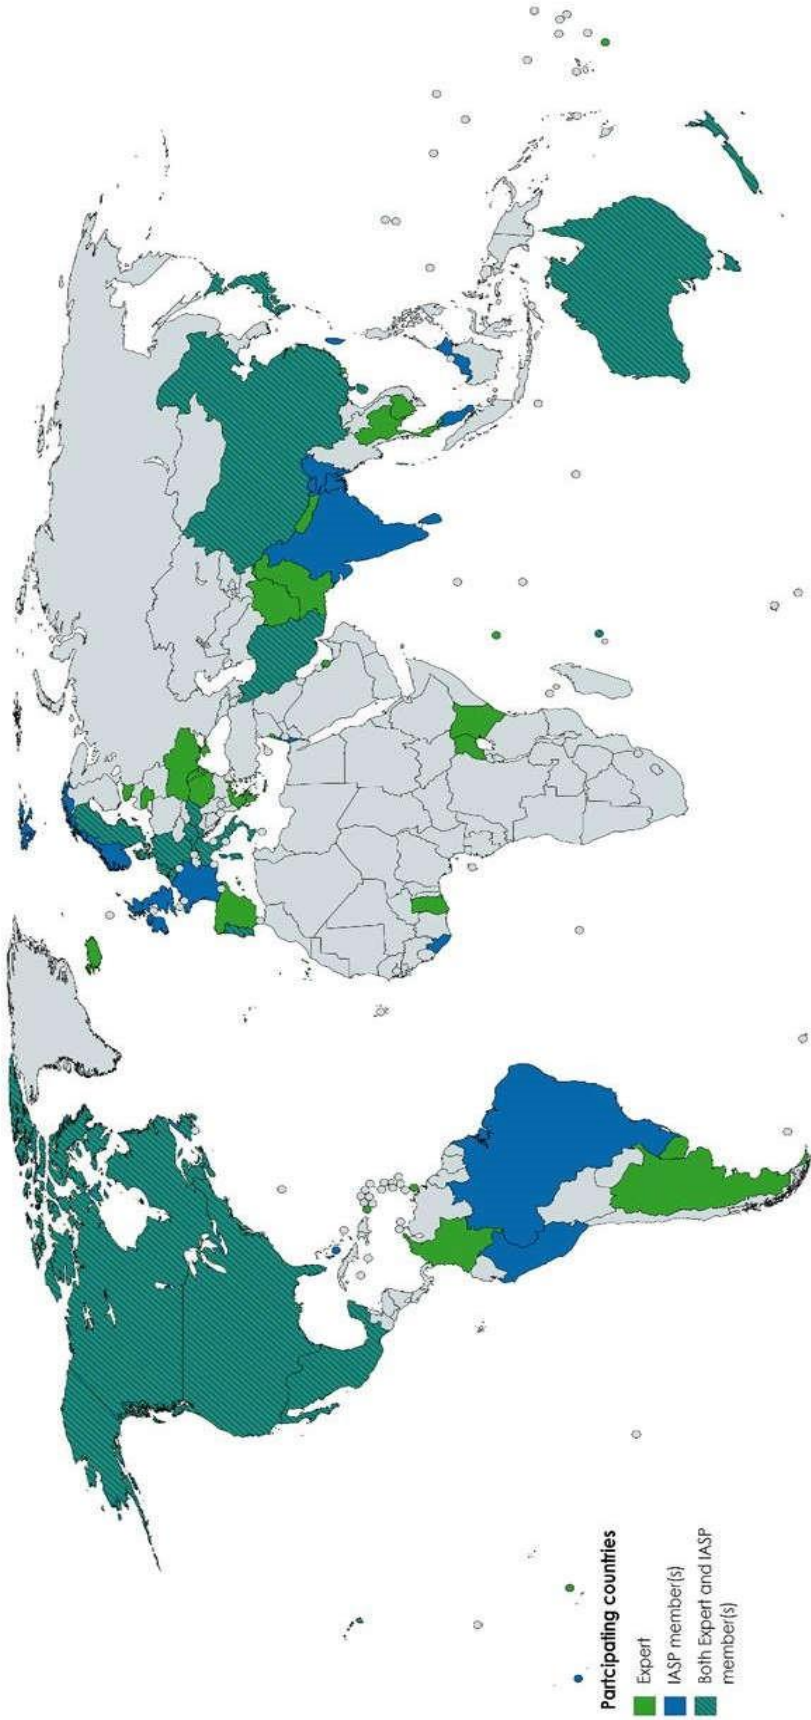 Partcipating countries
Expert
IASP member(s)
Both Expert and IASP
member(s)